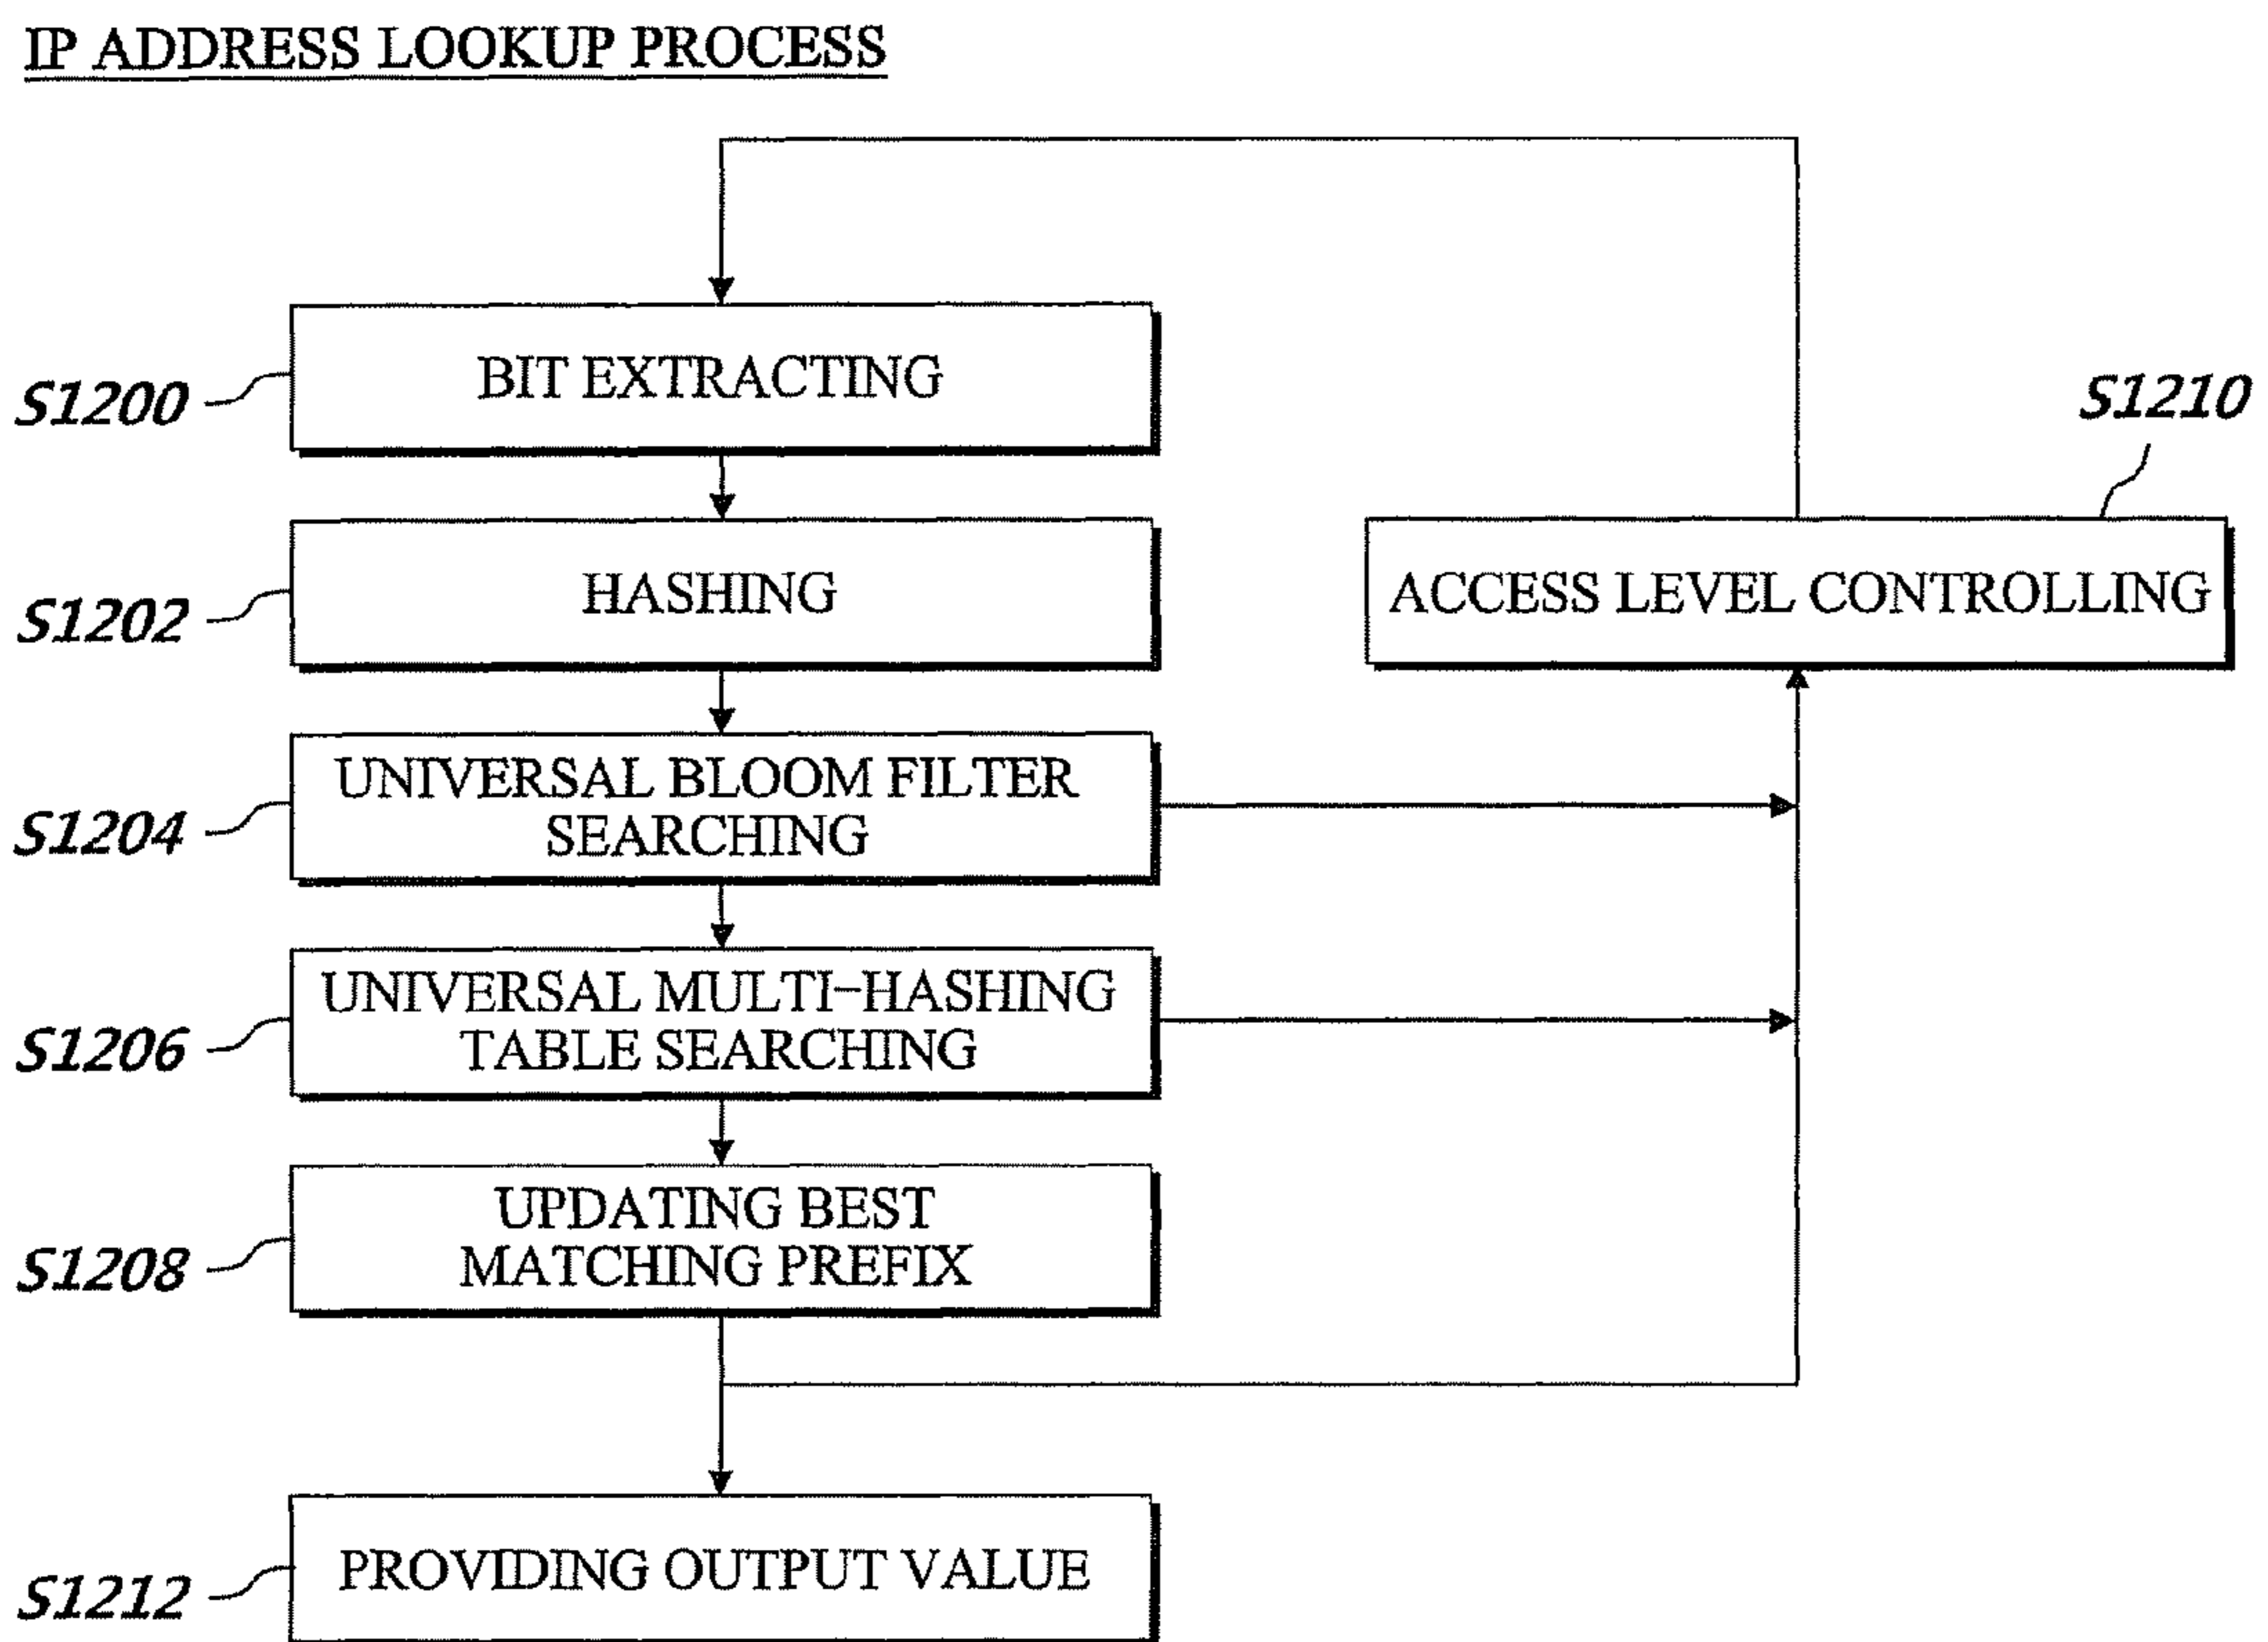 IP ADDRESS LOOKUP PROCESS
S1200
BIT EXTRACTING
S1210
S1202
HASHING
ACCESS LEVEL CONTROLLING
S1204
UNIVERSAL BLOOM FILTER
SEARCHING
S1206
UNIVERSAL MULTI-HASHING
TABLE SEARCHING
S1208
UPDATING BEST
MATCHING PREFIX
S1212
PROVIDING OUTPUT VALUE